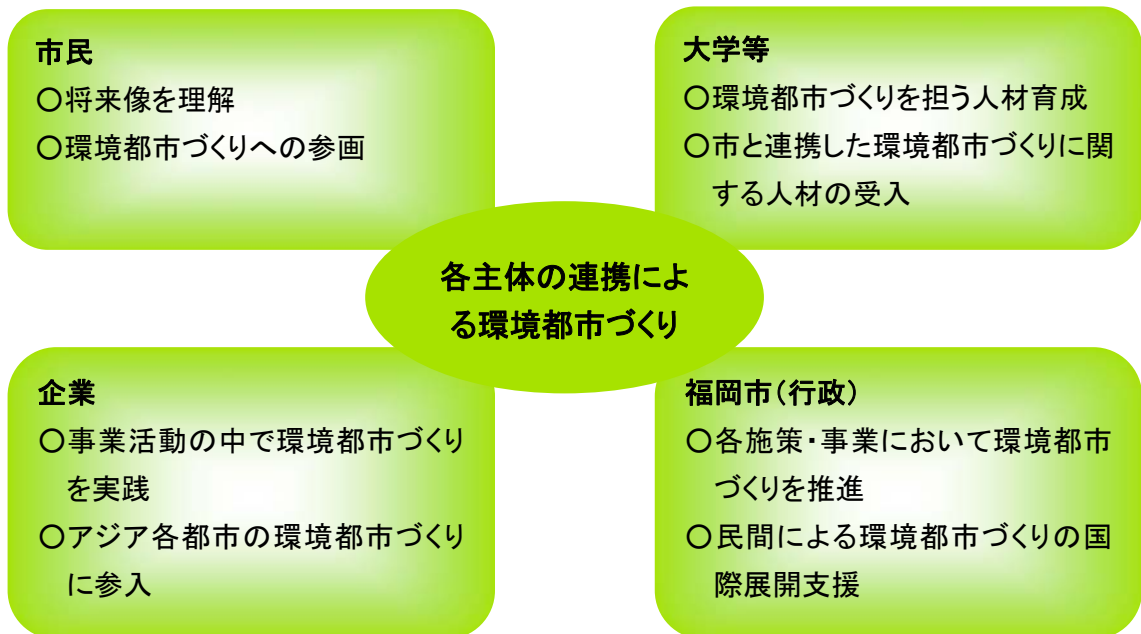 市民
○将来像を理解
○環境都市づくりへの参画
大学等
○環境都市づくりを担う人材育成
○市と連携した環境都市づくりに関
する人材の受入
各主体の連携によ
る環境都市づくり
企業
○事業活動の中で環境都市づくり
を実践
○アジア各都市の環境都市づくり
に参入
福岡市(行政)
○各施策・事業において環境都市
づくりを推進
○民間による環境都市づくりの国
際展開支援